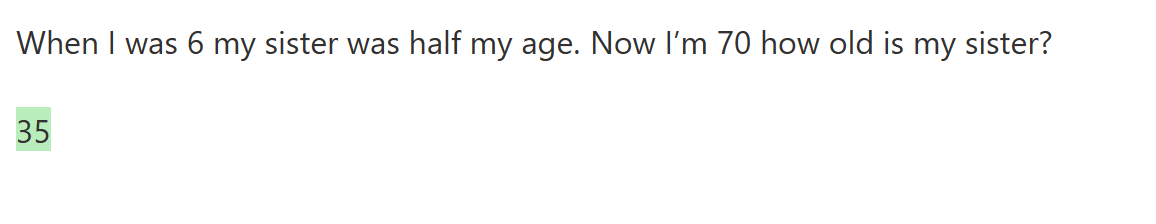 When I was 6 my sister was half my age. Now I’m 70 how old is my sister?
35